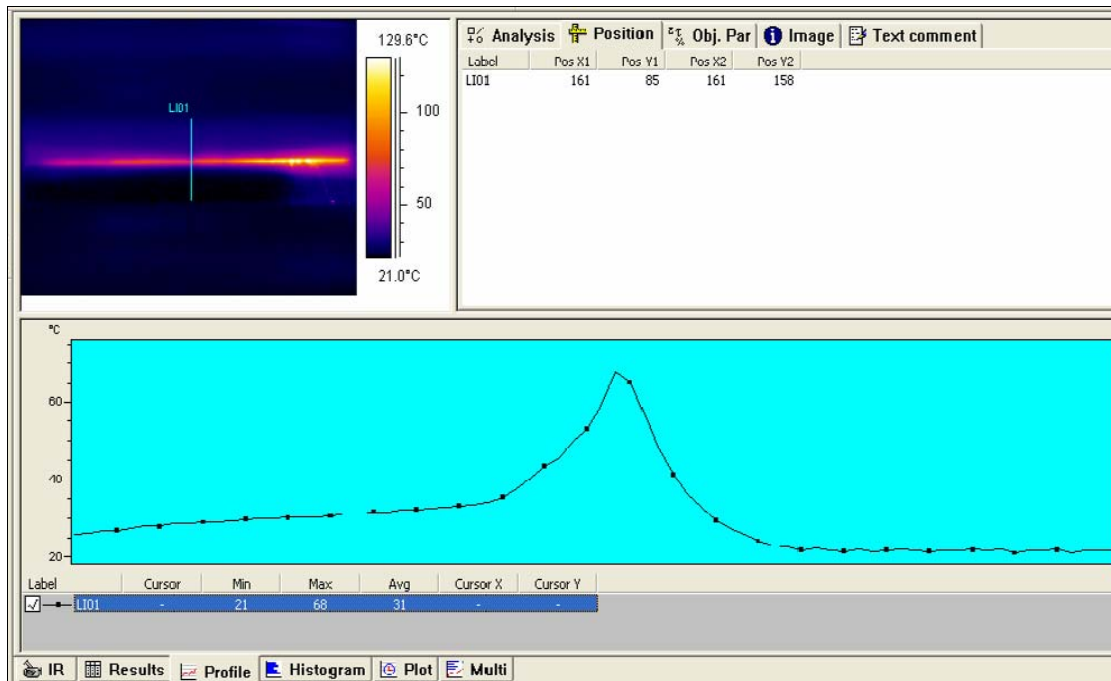 129.6°C
LI01
100
50
21.0°C
Analysis Position Obj. Par Image Text comment
Label Pos X1 Pos Y1 Pos X2 Pos Y2
LI01 161 85 161 158
°C
60
40
20
Label Cursor Min Max Avg Cursor X Cursor Y
LI01 - 21 68 31 - -
IR Results Profile Histogram Plot Multi